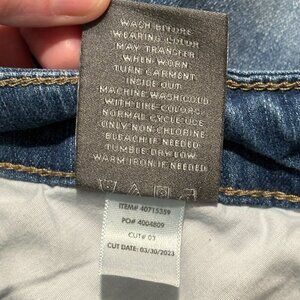 WASH BEFORE
WEARING. COLOR
MAY TRANSFER
WHEN WORN
TURN GARMENT
INSIDE OUT
MACHINE WASH COLD
WITH LIKE COLORS
NORMAL CYCLE USE
ONLY NON CHLORINE
BLEACH IF NEEDED
TUMBLE DRY LOW
WARM IRON IF NEEDED
ITEM# 40715359
PO# 4004809
CUT# 03
CUT DATE: 03/30/2023